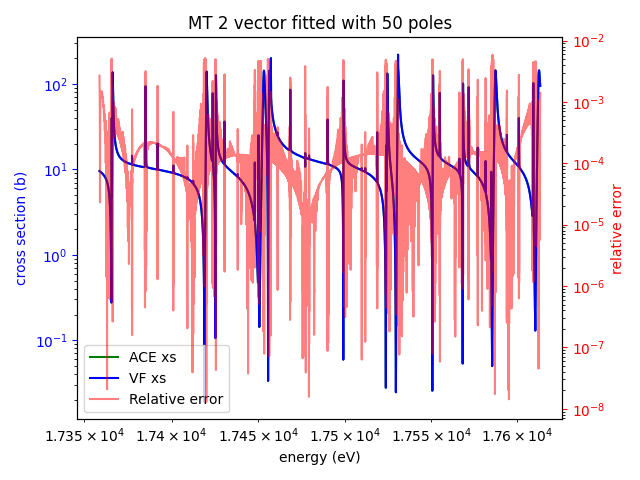 MT 2 vector fitted with 50 poles
10²
10¹
10⁰
10⁻¹
cross section (b)
10⁻²
10⁻³
10⁻⁴
10⁻⁵
10⁻⁶
10⁻⁷
10⁻⁸
relative error
ACE xs
VF xs
Relative error
1.735 × 10⁴ 1.74 × 10⁴ 1.745 × 10⁴ 1.75 × 10⁴ 1.755 × 10⁴ 1.76 × 10⁴
energy (eV)